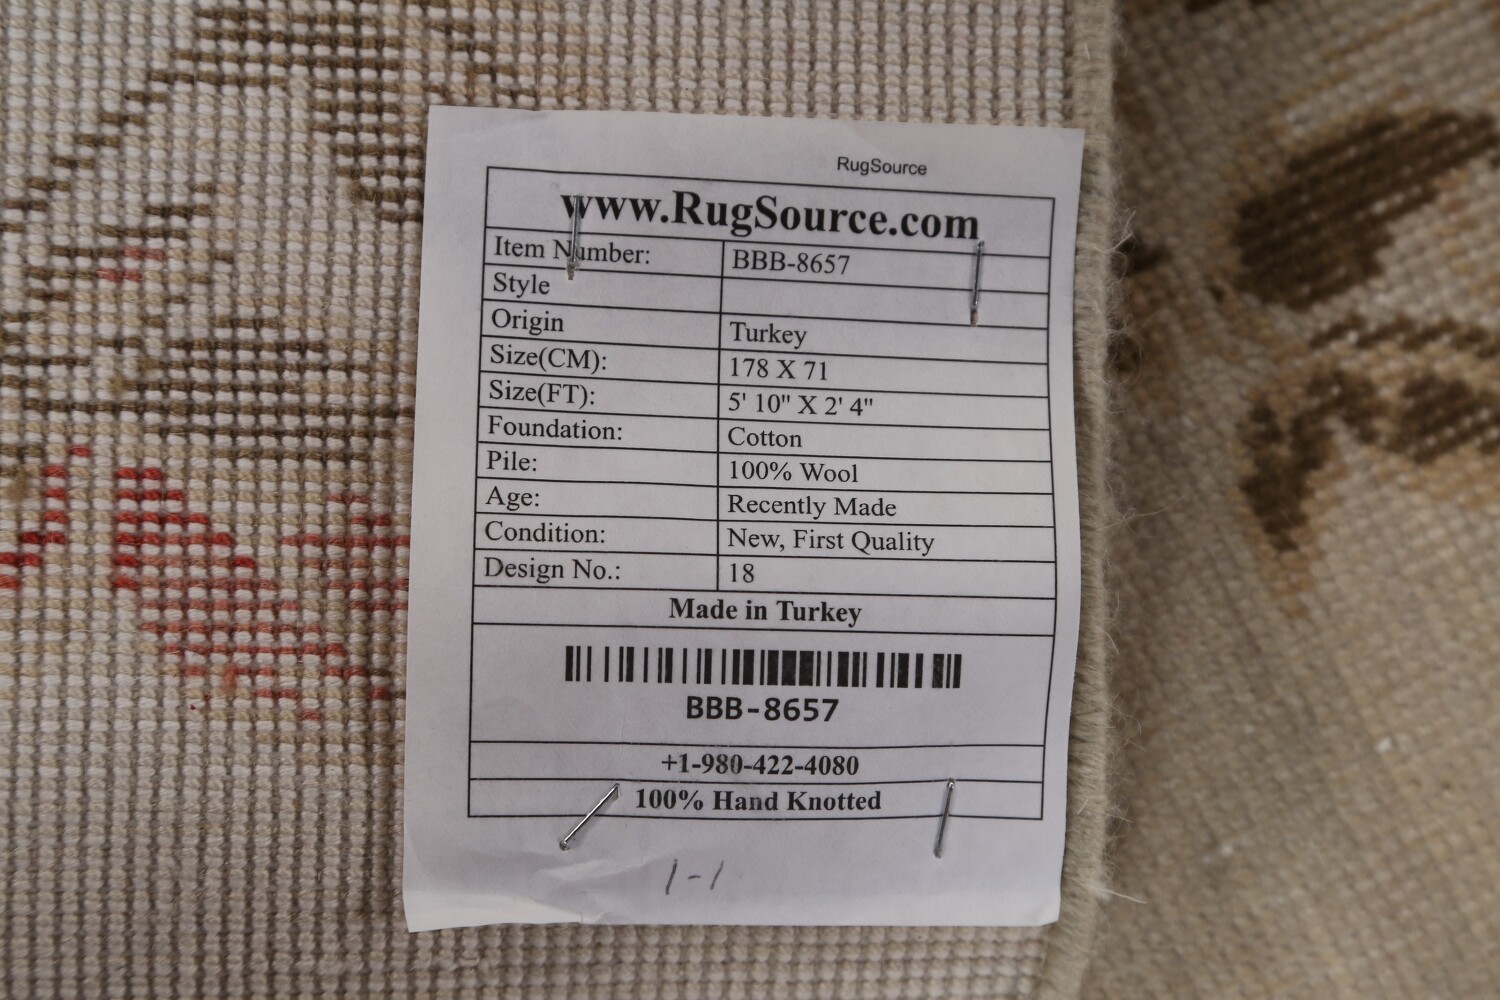 RugSource
www.RugSource.com
Item Number: BBB-8657
Style
Origin Turkey
Size(CM): 178 X 71
Size(FT): 5' 10" X 2' 4"
Foundation: Cotton
Pile: 100% Wool
Age: Recently Made
Condition: New, First Quality
Design No.: 18
Made in Turkey
BBB-8657
+1-980-422-4080
100% Hand Knotted
1-1